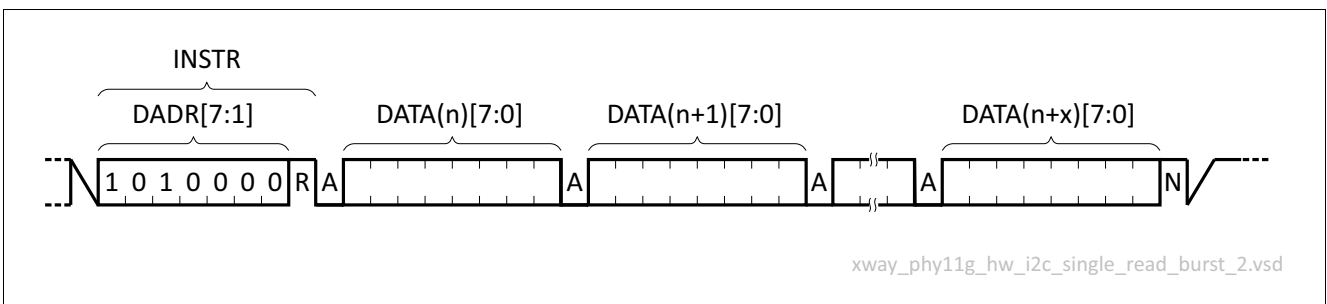 INSTR
DADR[7:1] DATA(n)[7:0] DATA(n+1)[7:0] DATA(n+x)[7:0]
1 0 1 0 0 0 0 R A A A A N
xway_phy11g_hw_i2c_single_read_burst_2.vsd